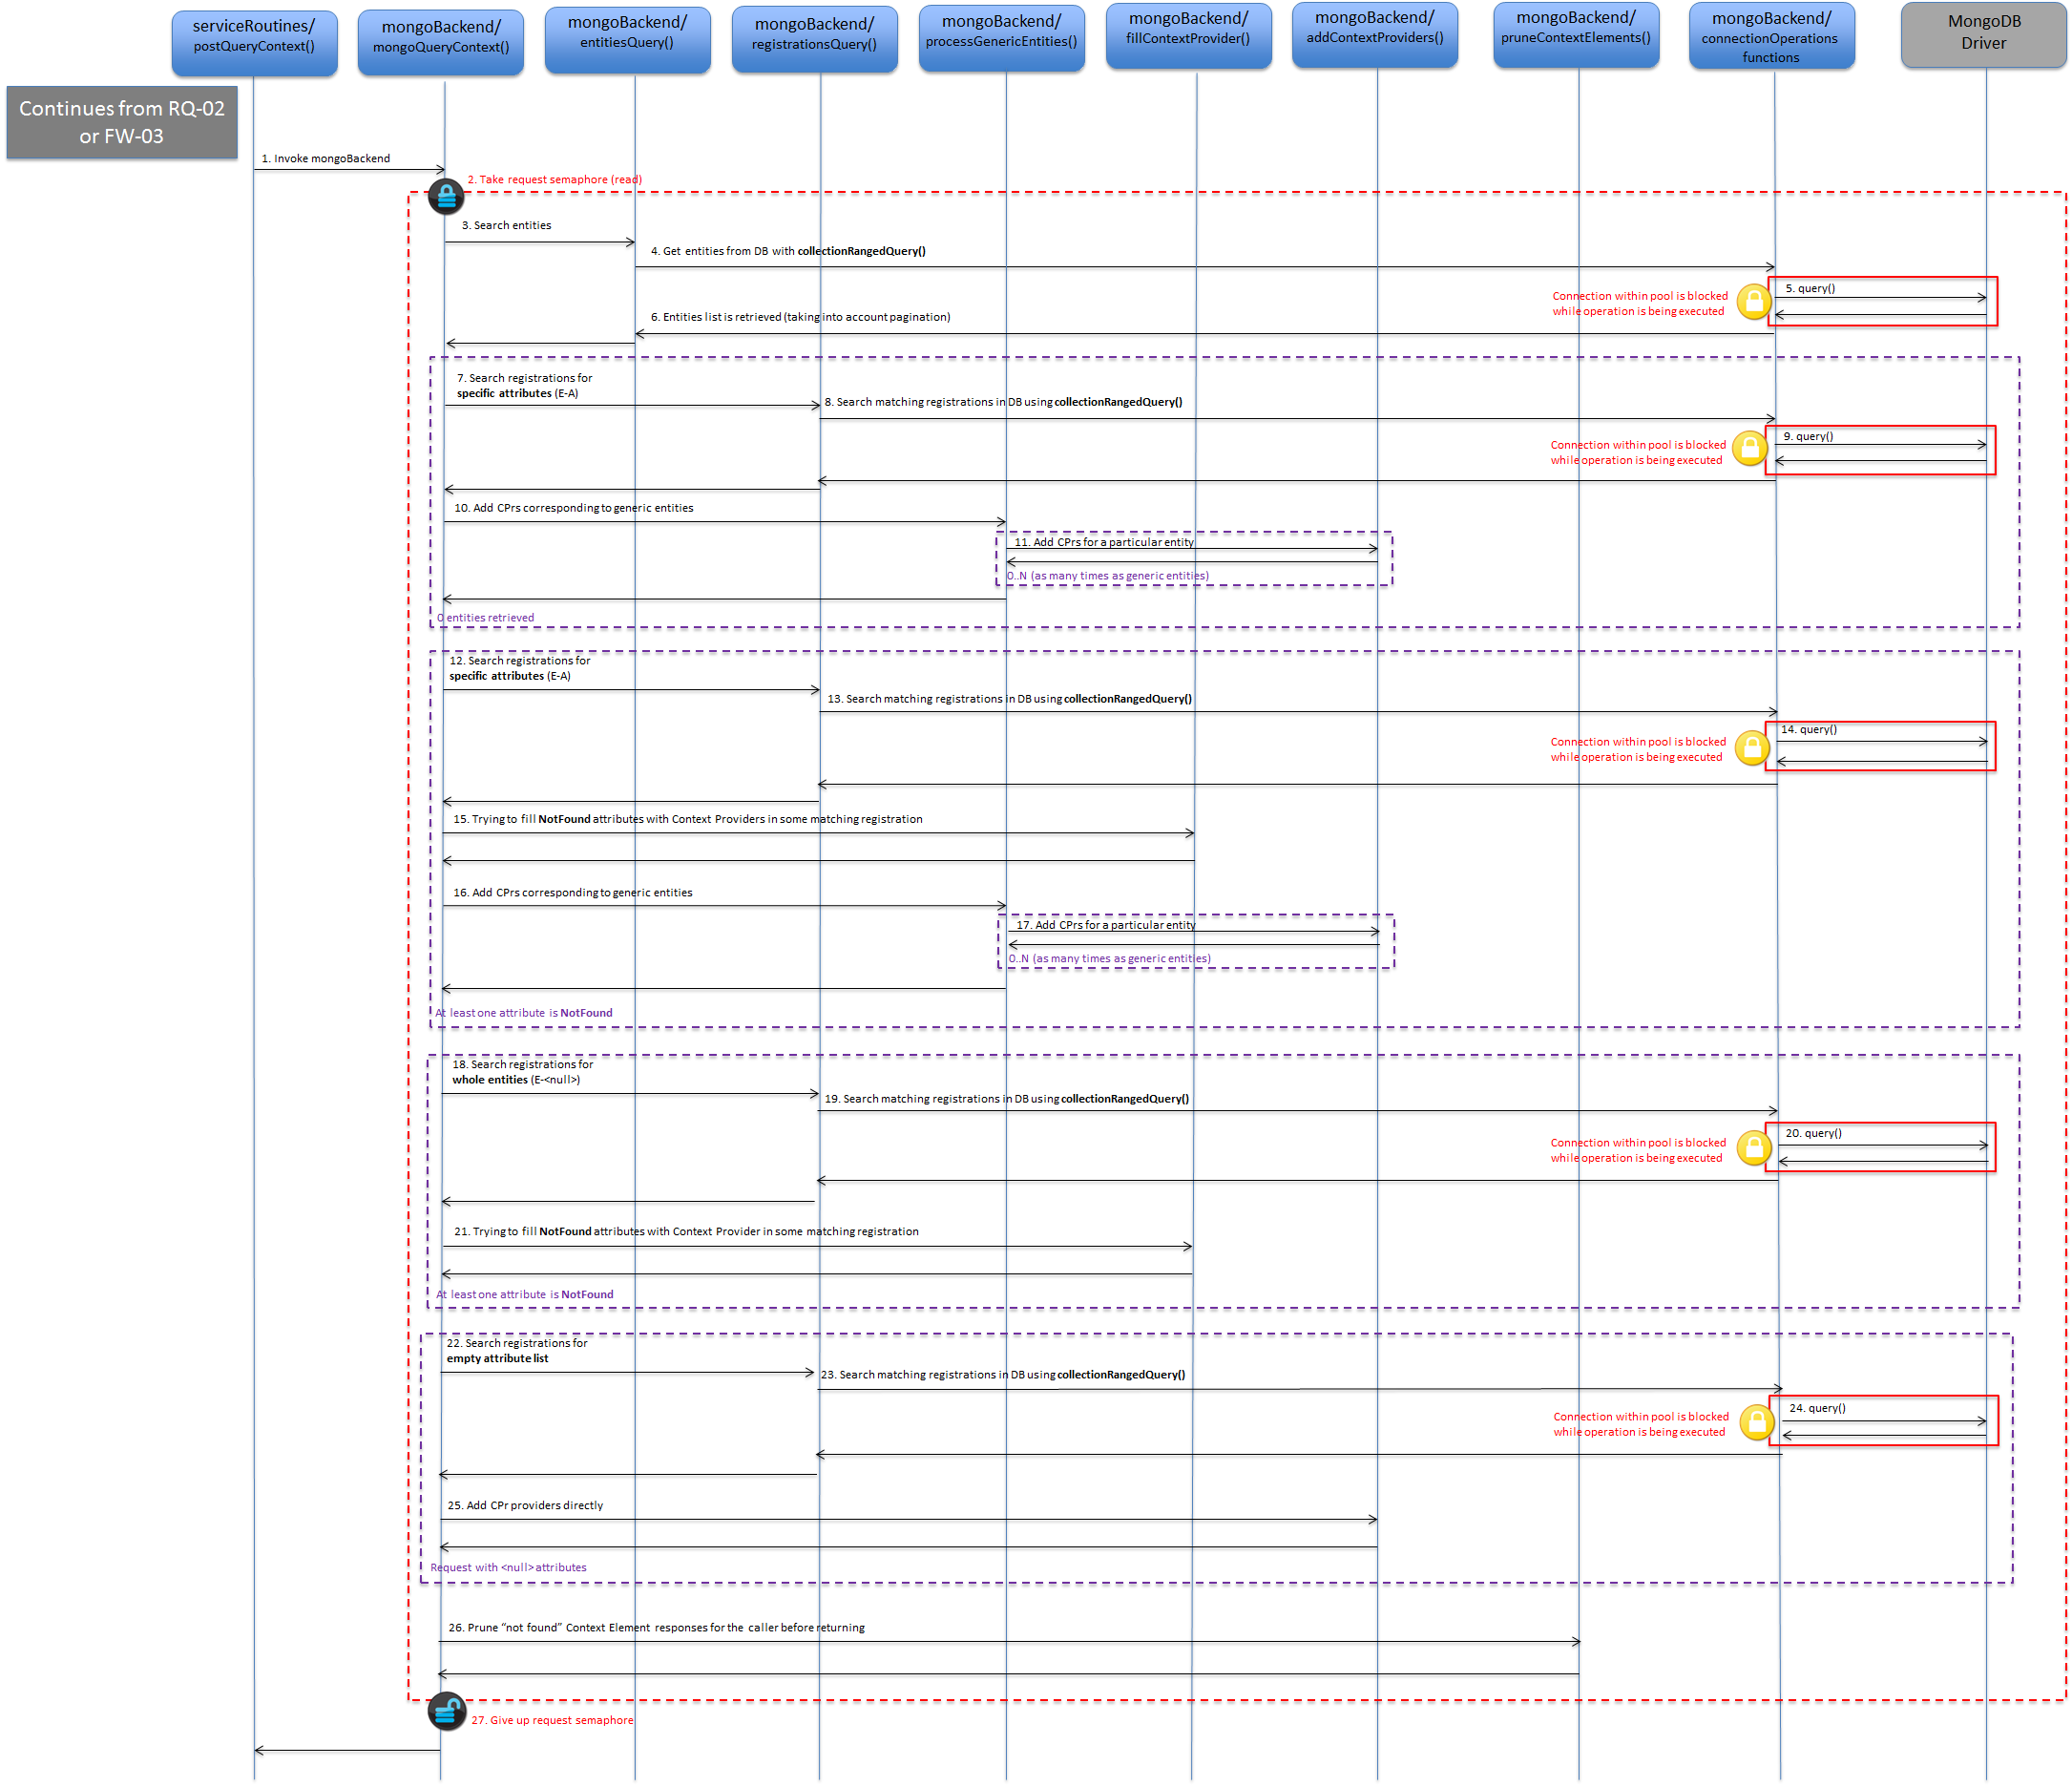 serviceRoutines/
postQueryContext()
mongoBackend/
mongoQueryContext()
mongoBackend/
entitiesQuery()
mongoBackend/
registrationsQuery()
mongoBackend/
processGenericEntities()
mongoBackend/
fillContextProvider()
mongoBackend/
addContextProviders()
mongoBackend/
pruneContextElements()
mongoBackend/
connectionOperations
functions
MongoDB
Driver
Continues from RQ-02
or FW-03
1. Invoke mongoBackend
2. Take request semaphore (read)
3. Search entities
4. Get entities from DB with collectionRangedQuery()
Connection within pool is blocked
while operation is being executed
5. query()
6. Entities list is retrieved (taking into account pagination)
7. Search registrations for
specific attributes (E-A)
8. Search matching registrations in DB using collectionRangedQuery()
Connection within pool is blocked
while operation is being executed
9. query()
10. Add CPrs corresponding to generic entities
11. Add CPrs for a particular entity
0..N (as many times as generic entities)
0 entities retrieved
12. Search registrations for
specific attributes (E-A)
13. Search matching registrations in DB using collectionRangedQuery()
Connection within pool is blocked
while operation is being executed
14. query()
15. Trying to fill NotFound attributes with Context Providers in some matching registration
16. Add CPrs corresponding to generic entities
17. Add CPrs for a particular entity
0..N (as many times as generic entities)
At least one attribute is NotFound
18. Search registrations for
whole entities (E-<null>)
19. Search matching registrations in DB using collectionRangedQuery()
Connection within pool is blocked
while operation is being executed
20. query()
21. Trying to fill NotFound attributes with Context Provider in some matching registration
At least one attribute is NotFound
22. Search registrations for
empty attribute list
23. Search matching registrations in DB using collectionRangedQuery()
Connection within pool is blocked
while operation is being executed
24. query()
25. Add CPr providers directly
Request with <null> attributes
26. Prune “not found” Context Element responses for the caller before returning
27. Give up request semaphore